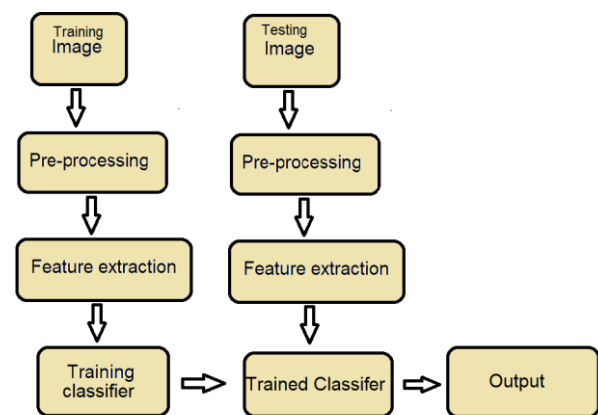 Training
Image
Testing
Image
Pre-processing
Pre-processing
Feature extraction
Feature extraction
Training
classifier
Trained Classifer
Output